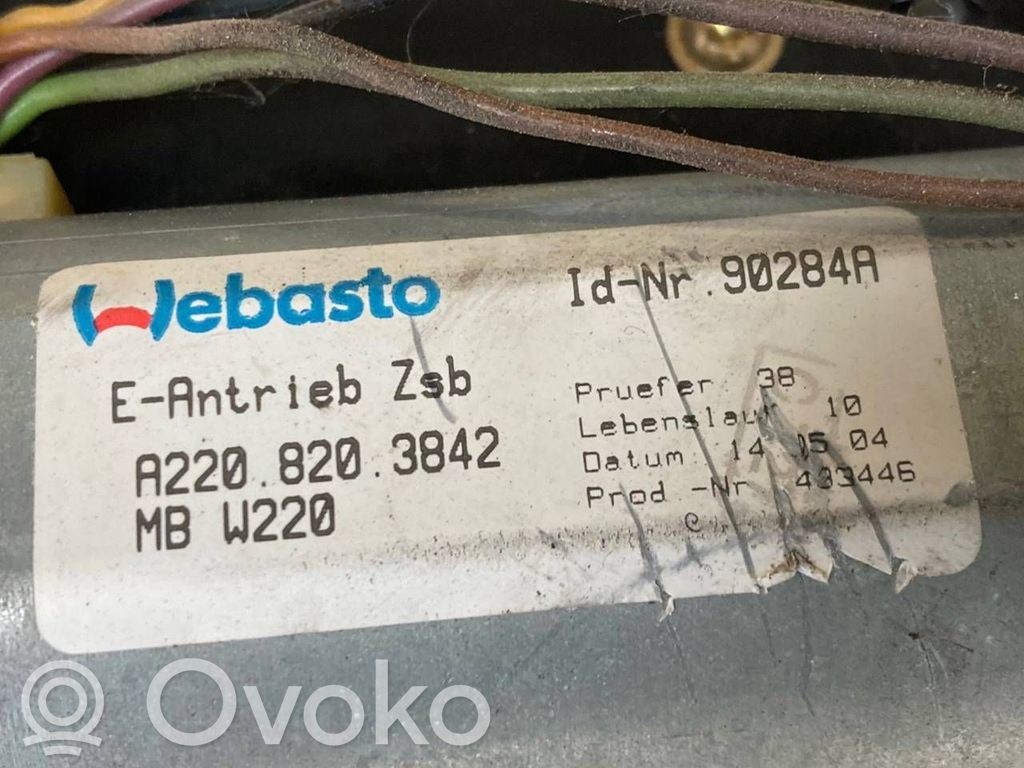 Webasto
Id-Nr.90284A
E-Antrieb Zsb
A220.820.3842
MB W220
Pruefer 38
Lebenslauf 10
Datum 14 05 04
Prod -Nr 433446
e
Ovoko